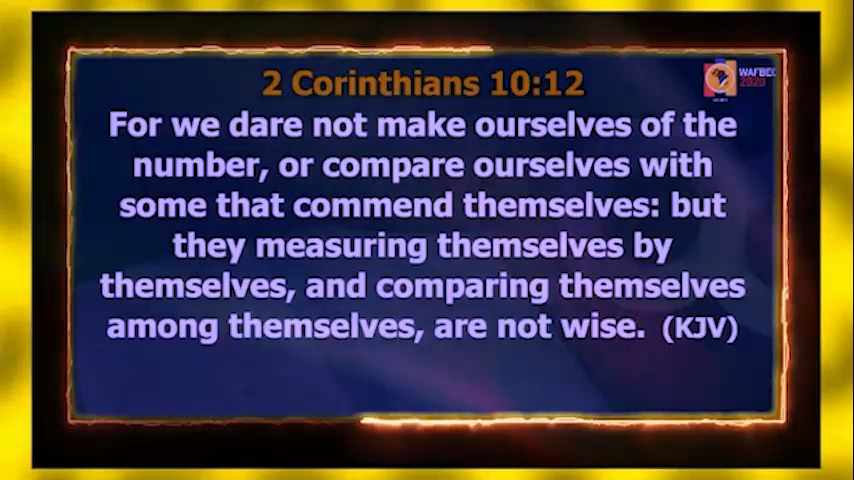 2 Corinthians 10:12
WAFBEC
2020
For we dare not make ourselves of the
number, or compare ourselves with
some that commend themselves: but
they measuring themselves by
themselves, and comparing themselves
among themselves, are not wise. (KJV)